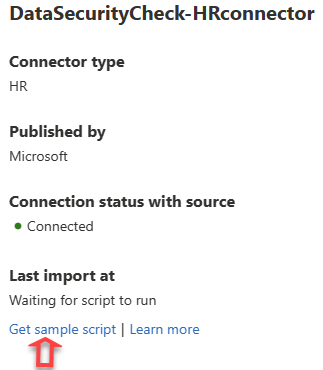 DataSecurityCheck-HRconnector
Connector type
HR
Published by
Microsoft
Connection status with source
Connected
Last import at
Waiting for script to run
Get sample script | Learn more